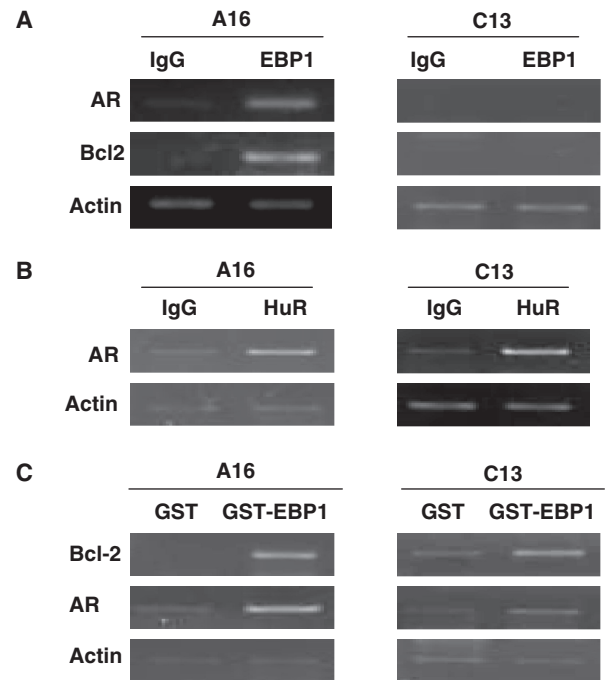 A A16 C13
IgG EBP1 IgG EBP1
AR
Bcl2
Actin
B A16 C13
IgG HuR IgG HuR
AR
Actin
C A16 C13
GST GST-EBP1 GST GST-EBP1
Bcl-2
AR
Actin